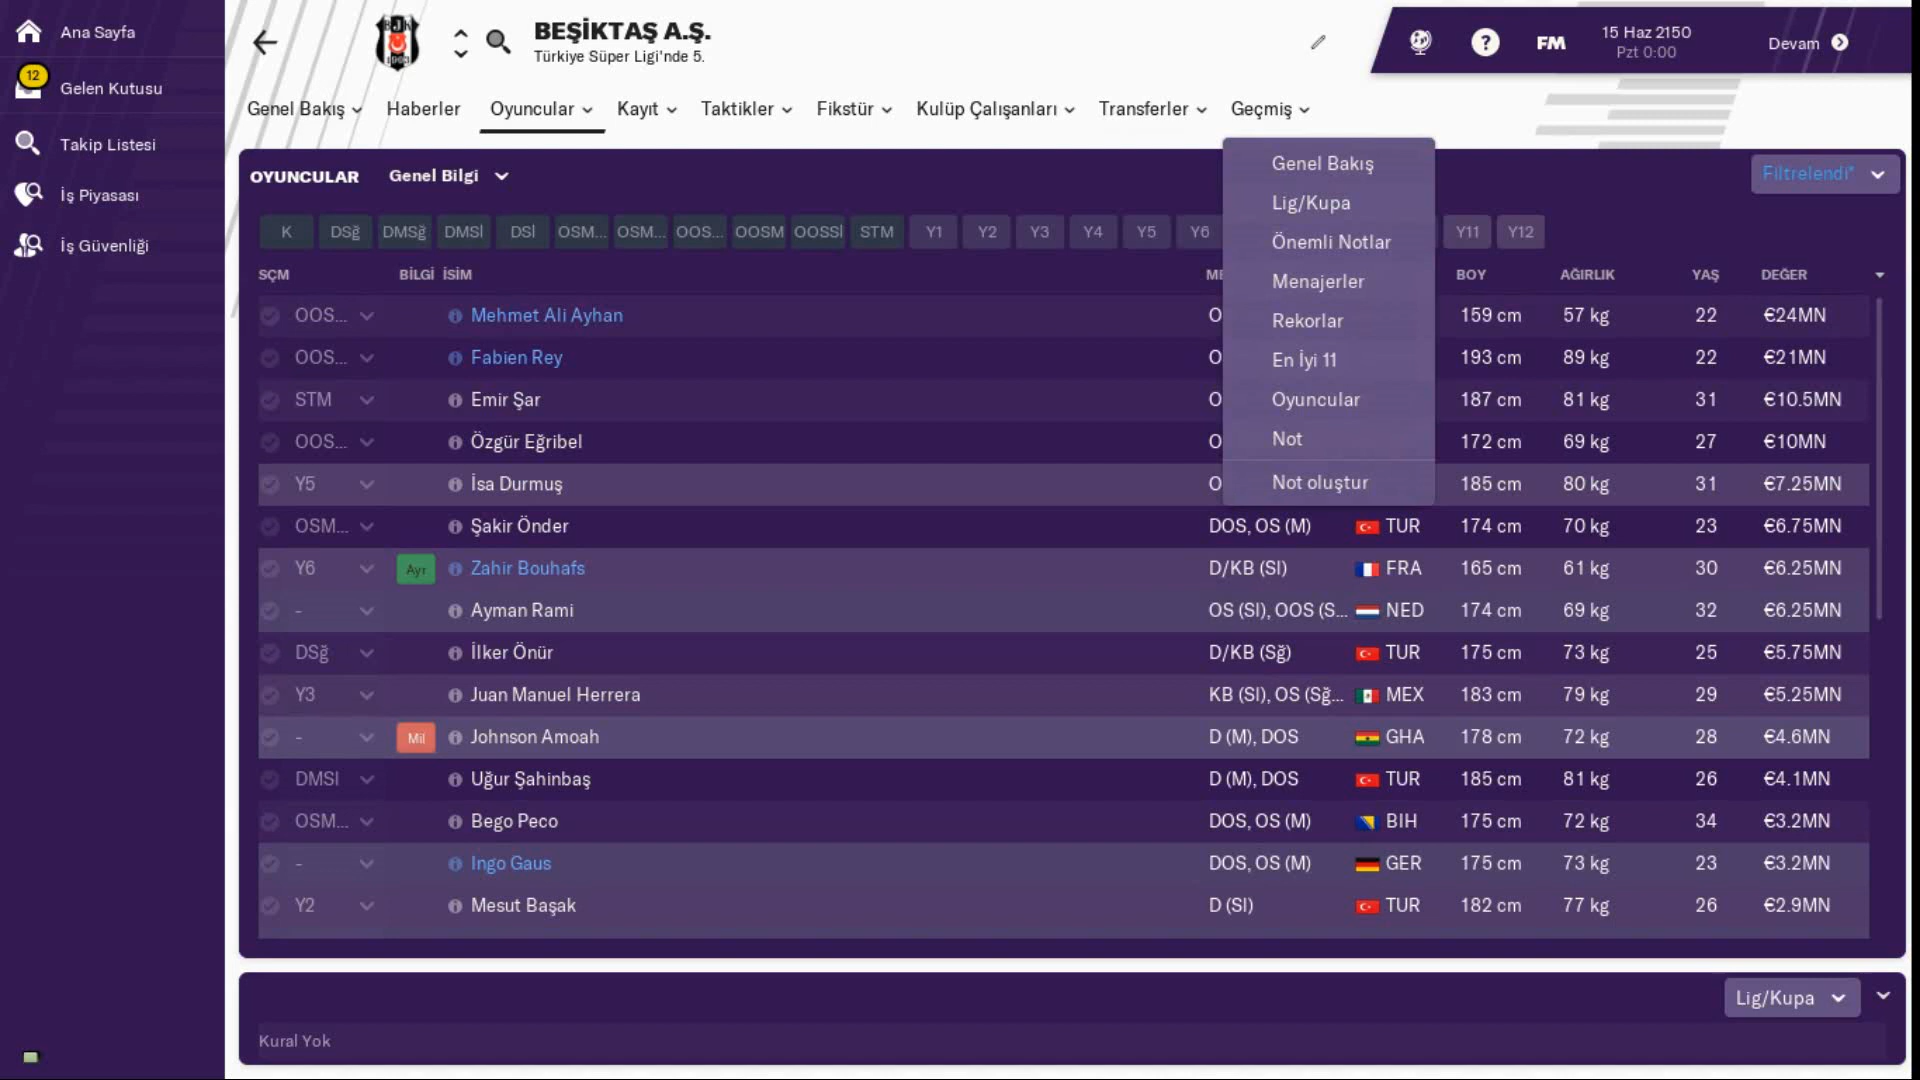 Ana Sayfa
12
Gelen Kutusu
Takip Listesi
İş Piyasası
İş Güvenliği
BEŞİKTAŞ A.Ş.
Türkiye Süper Ligi'nde 5.
?
FM
15 Haz 2150
Pzt 0:00
Devam
Genel Bakış Haberler Oyuncular Kayıt Taktikler Fikstür Kulüp Çalışanları Transferler Geçmiş
Genel Bakış
Lig/Kupa
Önemli Notlar
Menajerler
Rekorlar
En İyi 11
Oyuncular
Not
Not oluştur
OYUNCULAR Genel Bilgi Filtrelendi*
K DSğ DMSğ DMSİ DSİ OSM... OSM... OOS... OOSM OOSSİ STM Y1 Y2 Y3 Y4 Y5 Y6 Y11 Y12
SÇM BİLGİ İSİM BOY AĞIRLIK YAŞ DEĞER
OOS... Mehmet Ali Ayhan 159 cm 57 kg 22 €24MN
OOS... Fabien Rey 193 cm 89 kg 22 €21MN
STM Emir Şar 187 cm 81 kg 31 €10.5MN
OOS... Özgür Eğribel 172 cm 69 kg 27 €10MN
Y5 İsa Durmuş 185 cm 80 kg 31 €7.25MN
OSM... Şakir Önder DOS, OS (M) TUR 174 cm 70 kg 23 €6.75MN
Y6 Ayr Zahir Bouhafs D/KB (Sl) FRA 165 cm 61 kg 30 €6.25MN
- Ayman Rami OS (Sl), OOS (S... NED 174 cm 69 kg 32 €6.25MN
DSğ İlker Önür D/KB (Sğ) TUR 175 cm 73 kg 25 €5.75MN
Y3 Juan Manuel Herrera KB (Sl), OS (Sğ... MEX 183 cm 79 kg 29 €5.25MN
- Mil Johnson Amoah D (M), DOS GHA 178 cm 72 kg 28 €4.6MN
DMSl Uğur Şahinbaş D (M), DOS TUR 185 cm 81 kg 26 €4.1MN
OSM... Bego Peco DOS, OS (M) BIH 175 cm 72 kg 34 €3.2MN
- Ingo Gaus DOS, OS (M) GER 175 cm 73 kg 23 €3.2MN
Y2 Mesut Başak D (Sl) TUR 182 cm 77 kg 26 €2.9MN
Lig/Kupa
Kural Yok